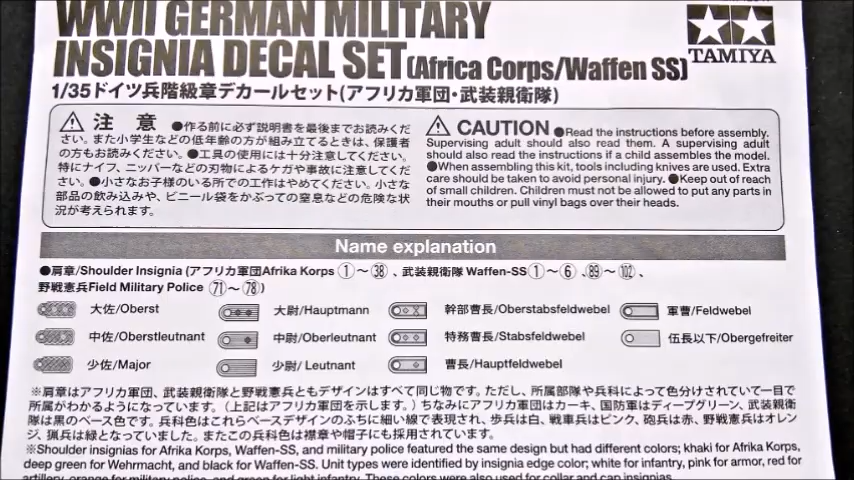 WWII GERMAN MILITARY
INSIGNIA DECAL SET (Africa Corps/Waffen SS)
TAMIYA
1/35ドイツ兵階級章デカールセット(アフリカ軍団・武装親衛隊)
注 意 ●作る前に必ず説明書を最後までお読みくだ
さい。また小学生などの低年齢の方が組み立てるときは、保護者
の方もお読みください。●工具の使用には十分注意してください。
特にナイフ、ニッパーなどの刃物によるケガや事故に注意してくだ
さい。●小さなお子様のいる所での工作はやめてください。小さな
部品の飲み込みや、ビニール袋をかぶっての窒息などの危険な状
況が考えられます。
CAUTION ●Read the instructions before assembly.
Supervising adult should also read them. A supervising adult
should also read the instructions if a child assembles the model.
●When assembling this kit, tools including knives are used. Extra
care should be taken to avoid personal injury. ●Keep out of reach
of small children. Children must not be allowed to put any parts in
their mouths or pull vinyl bags over their heads.
Name explanation
●肩章/Shoulder Insignia (アフリカ軍団Afrika Korps ①～㊳、武装親衛隊 Waffen-SS①～⑥、89～102、
野戦憲兵Field Military Police 71～78)
大佐/Oberst 大尉/Hauptmann 幹部曹長/Oberstabsfeldwebel 軍曹/Feldwebel
中佐/Oberstleutnant 中尉/Oberleutnant 特務曹長/Stabsfeldwebel 伍長以下/Obergefreiter
少佐/Major 少尉/ Leutnant 曹長/Hauptfeldwebel
※肩章はアフリカ軍団、武装親衛隊と野戦憲兵ともデザインはすべて同じ物です。ただし、所属部隊や兵科によって色分けされていて一目で
所属がわかるようになっています。(上記はアフリカ軍団を示します。)ちなみにアフリカ軍団はカーキ、国防軍はディープグリーン、武装親衛
隊は黒のベース色です。兵科色はこれらベースデザインのふちに細い線で表現され、歩兵は白、戦車兵はピンク、砲兵は赤、野戦憲兵はオレン
ジ、猟兵は緑となっていました。またこの兵科色は襟章や帽子にも採用されています。
※Shoulder insignias for Afrika Korps, Waffen-SS, and military police featured the same design but had different colors; khaki for Afrika Korps,
deep green for Wehrmacht, and black for Waffen-SS. Unit types were identified by insignia edge color; white for infantry, pink for armor, red for
artillery, orange for military police, and green for light infantry. These colors were also used for collar and cap insignias.